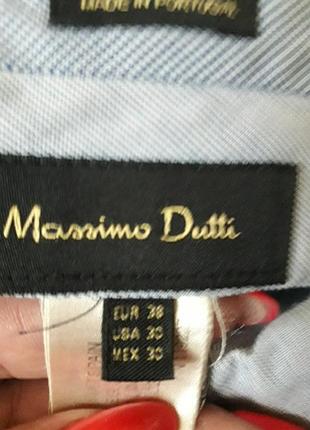 MADE IN PORTUGAL
Massimo Dutti
EUR 38
USA 30
MEX 30